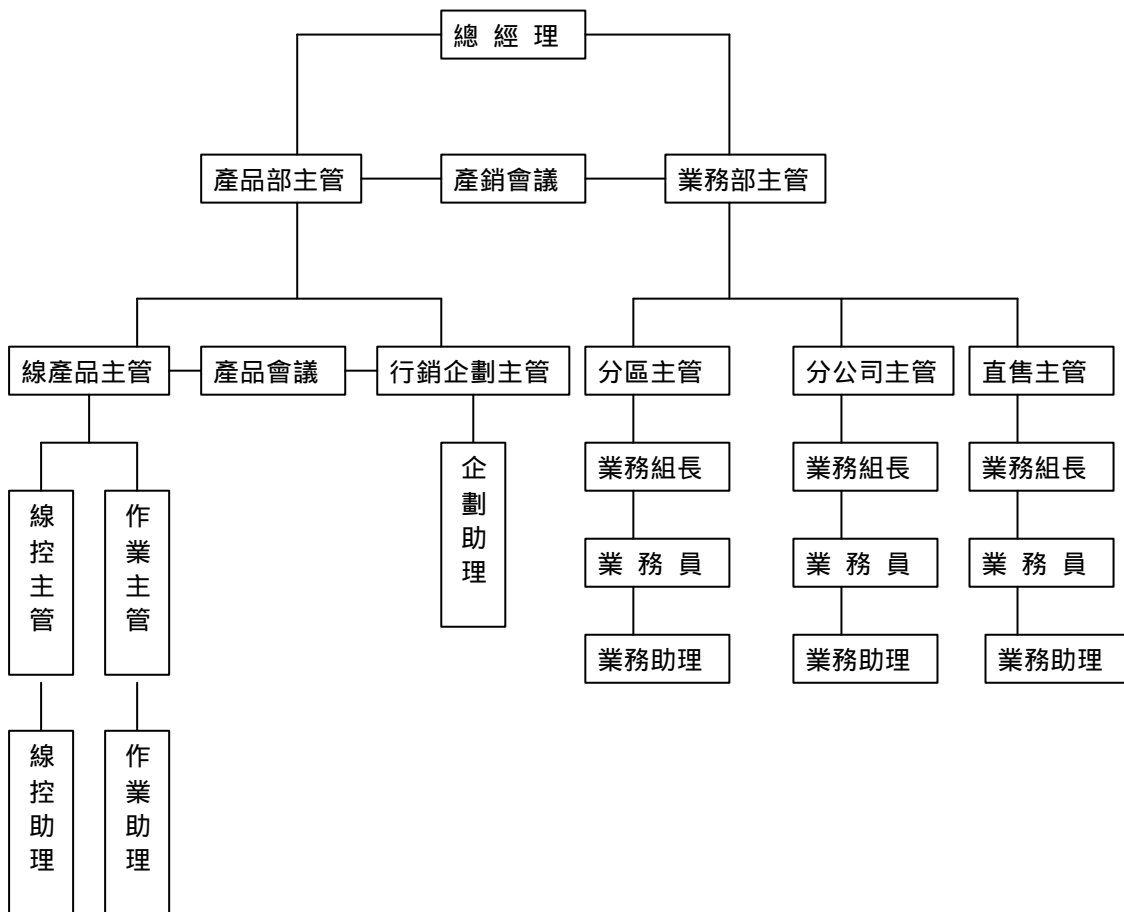 總 經 理
產品部主管
產銷會議
業務部主管
線產品主管
產品會議
行銷企劃主管
分區主管
分公司主管
直售主管
線控主管
作業主管
企劃助理
業務組長
業務組長
業務組長
業 務 員
業 務 員
業 務 員
業務助理
業務助理
業務助理
線控助理
作業助理